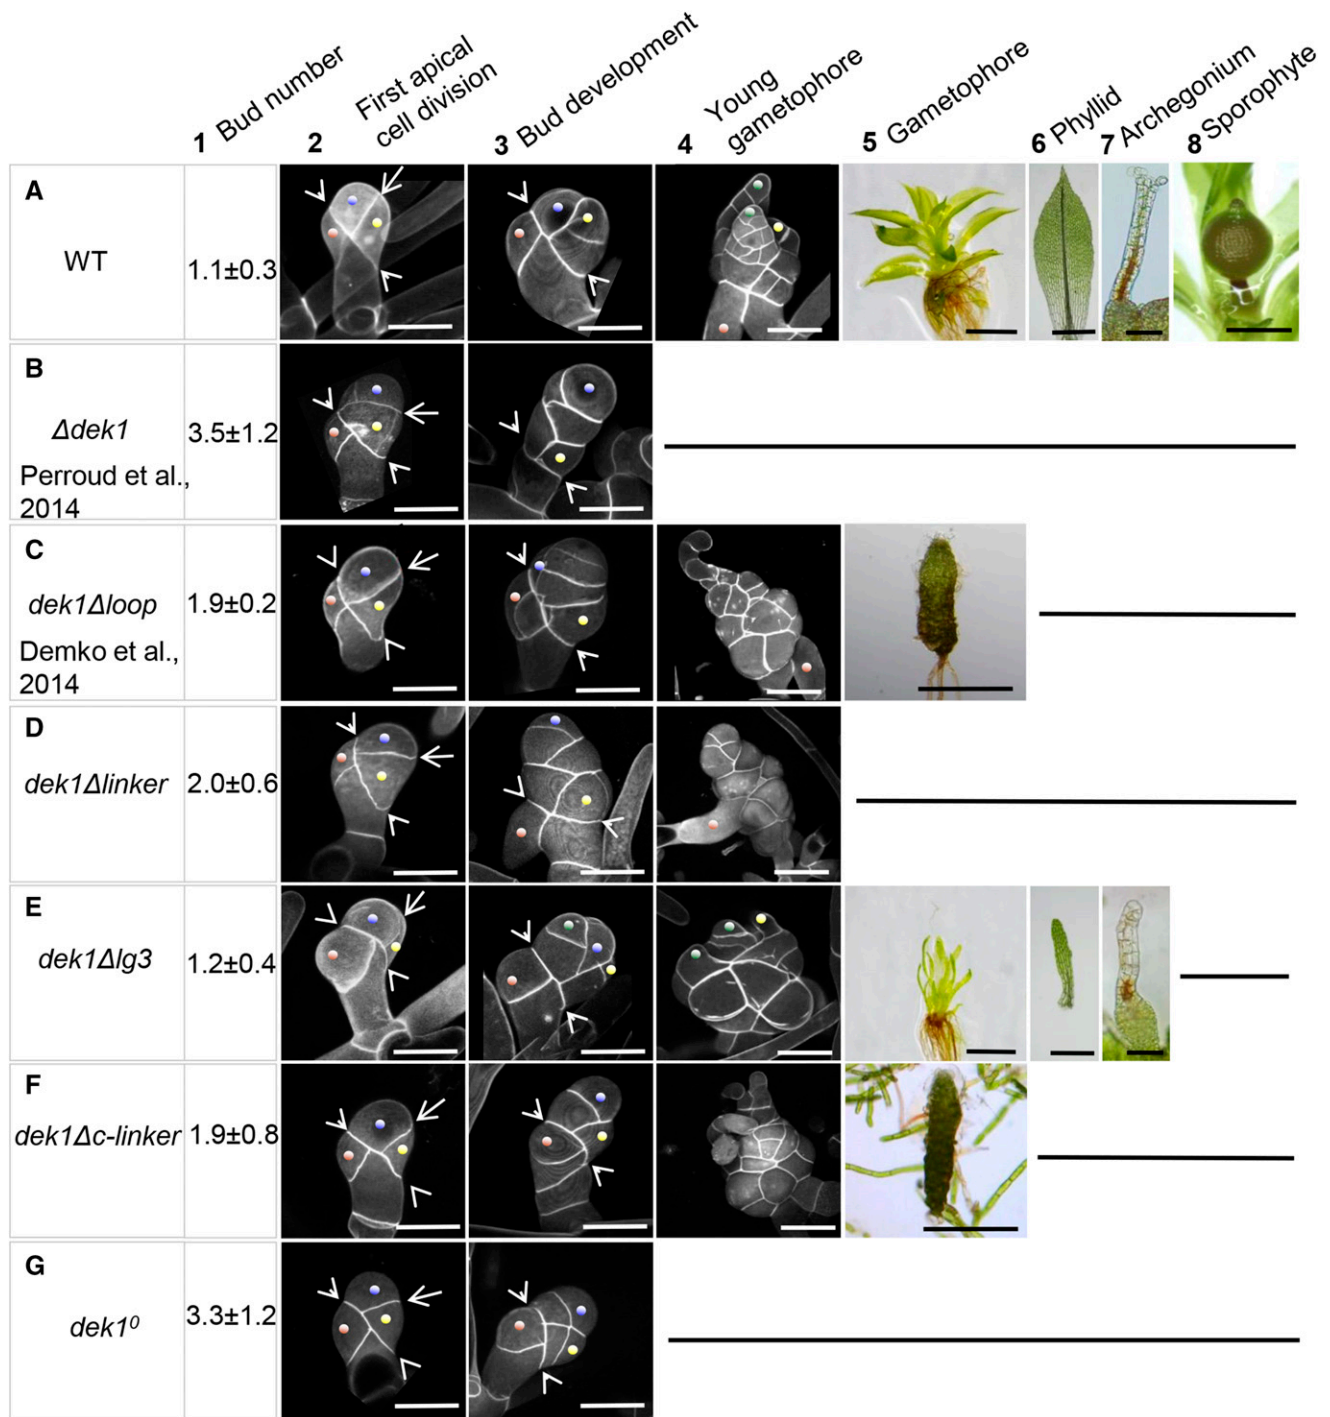 1 Bud number
2 First apical
cell division
3 Bud development
4 Young
gametophore
5 Gametophore
6 Phyllid
7 Archegonium
8 Sporophyte
A
WT
1.1±0.3
B
Δdek1
3.5±1.2
Perroud et al.,
2014
C
dek1Δloop
1.9±0.2
Demko et al.,
2014
D
dek1Δlinker
2.0±0.6
E
dek1Δlg3
1.2±0.4
F
dek1Δc-linker
1.9±0.8
G
dek1⁰
3.3±1.2